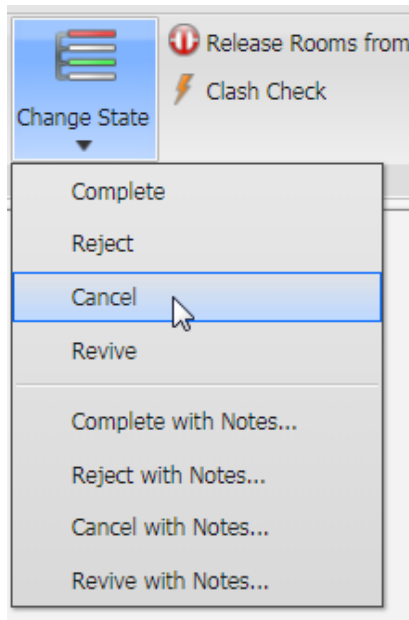 Release Rooms from
Clash Check
Change State
Complete
Reject
Cancel
Revive
Complete with Notes...
Reject with Notes...
Cancel with Notes...
Revive with Notes...